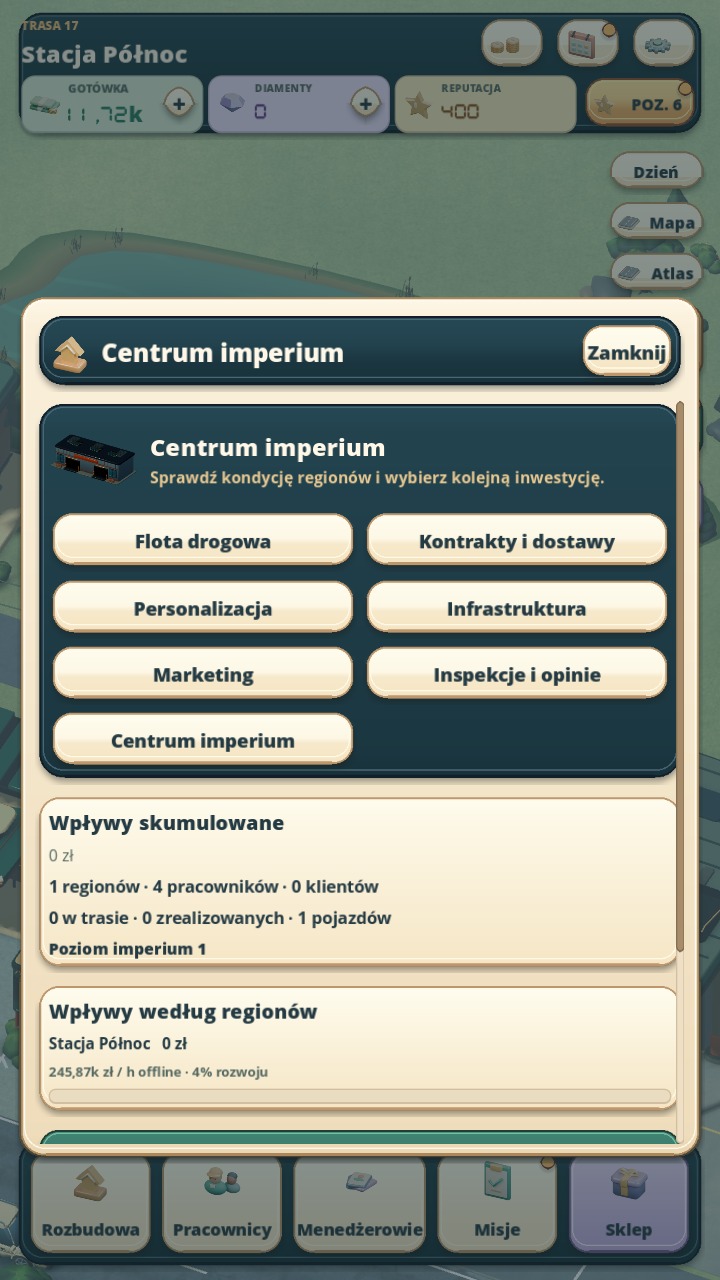 TRASA 17
Stacja Północ
GOTÓWKA
11,72k
DIAMENTY
0
REPUTACJA
400
POZ. 6
Dzień
Mapa
Atlas
Centrum imperium
Zamknij
Centrum imperium
Sprawdź kondycję regionów i wybierz kolejną inwestycję.
Flota drogowa
Kontrakty i dostawy
Personalizacja
Infrastruktura
Marketing
Inspekcje i opinie
Centrum imperium
Wpływy skumulowane
0 zł
1 regionów · 4 pracowników · 0 klientów
0 w trasie · 0 zrealizowanych · 1 pojazdów
Poziom imperium 1
Wpływy według regionów
Stacja Północ 0 zł
245,87k zł / h offline · 4% rozwoju
Rozbudowa
Pracownicy
Menedżerowie
Misje
Sklep